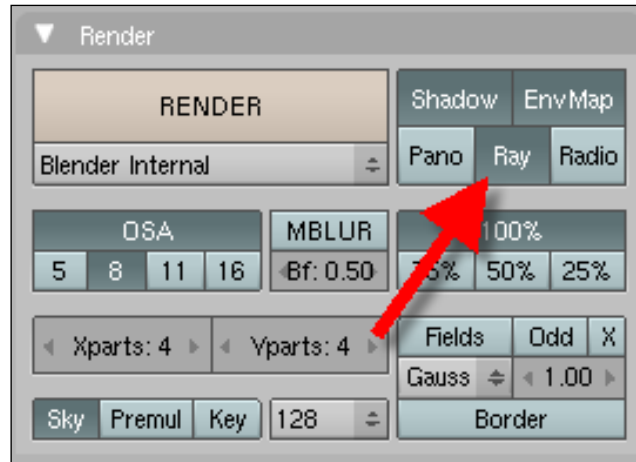 Render
RENDER
Blender Internal
Shadow EnvMap
Pano Ray Radio
OSA
5 8 11 16
MBLUR
Bf: 0.50
100%
75% 50% 25%
Xparts: 4 Yparts: 4
Fields Odd X
Gauss 1.00
Sky Premul Key 128
Border